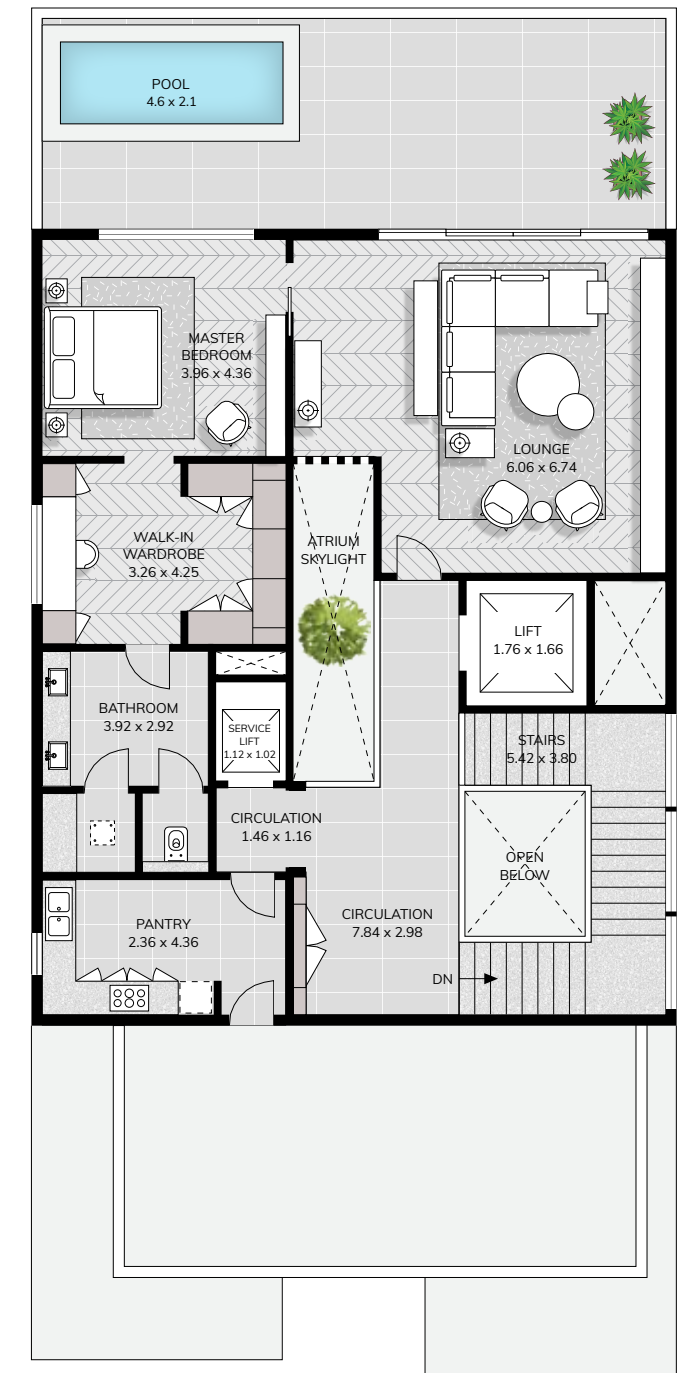 POOL
4.6 x 2.1
MASTER
BEDROOM
3.96 x 4.36
LOUNGE
6.06 x 6.74
WALK-IN
WARDROBE
3.26 x 4.25
ATRIUM
SKYLIGHT
LIFT
1.76 x 1.66
BATHROOM
3.92 x 2.92
SERVICE
LIFT
1.12 x 1.02
STAIRS
5.42 x 3.80
CIRCULATION
1.46 x 1.16
OPEN
BELOW
PANTRY
2.36 x 4.36
CIRCULATION
7.84 x 2.98
DN